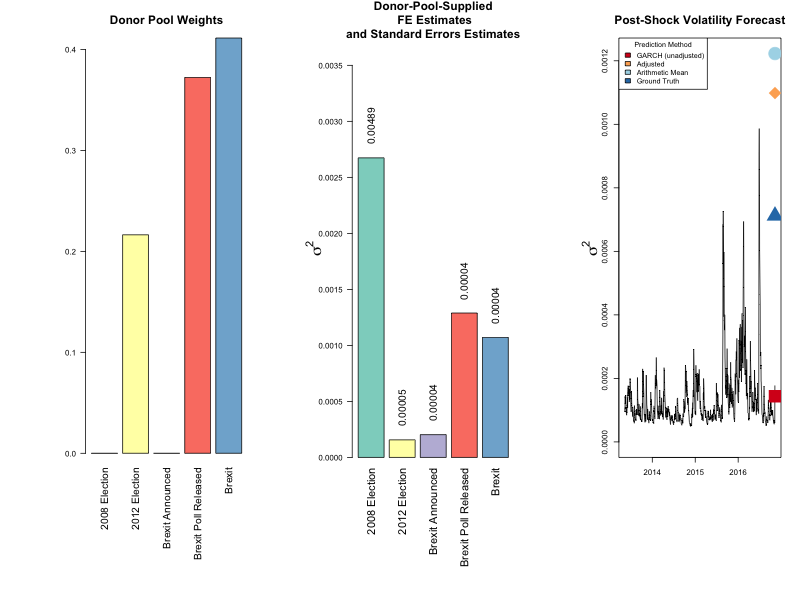 Donor Pool Weights
0.4
0.3
0.2
0.1
0.0
2008 Election
2012 Election
Brexit Announced
Brexit Poll Released
Brexit
Donor-Pool-Supplied
FE Estimates
and Standard Errors Estimates
σ²
0.0035
0.0030
0.0025
0.0020
0.0015
0.0010
0.0005
0.0000
0.00489
0.00005
0.00004
0.00004
0.00004
2008 Election
2012 Election
Brexit Announced
Brexit Poll Released
Brexit
Post-Shock Volatility Forecast
σ²
0.0012
0.0010
0.0008
0.0006
0.0004
0.0002
0.0000
Prediction Method
GARCH (unadjusted)
Adjusted
Arithmetic Mean
Ground Truth
2014
2015
2016